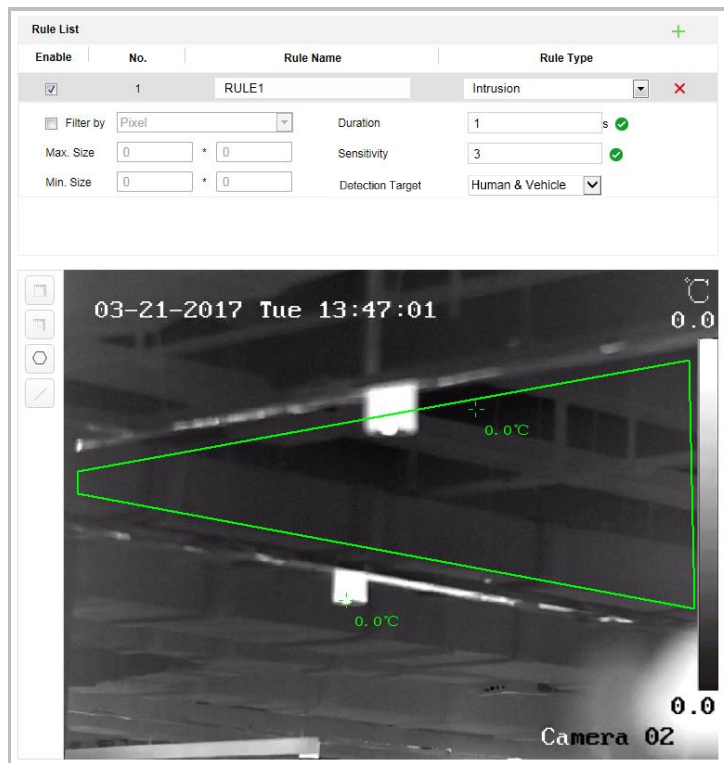 Rule List
Enable No. Rule Name Rule Type
1 RULE1 Intrusion
Filter by Pixel Duration 1 s
Max. Size 0 * 0 Sensitivity 3
Min. Size 0 * 0 Detection Target Human & Vehicle
03-21-2017 Tue 13:47:01
℃
0.0
0.0℃
0.0℃
0.0
Camera 02